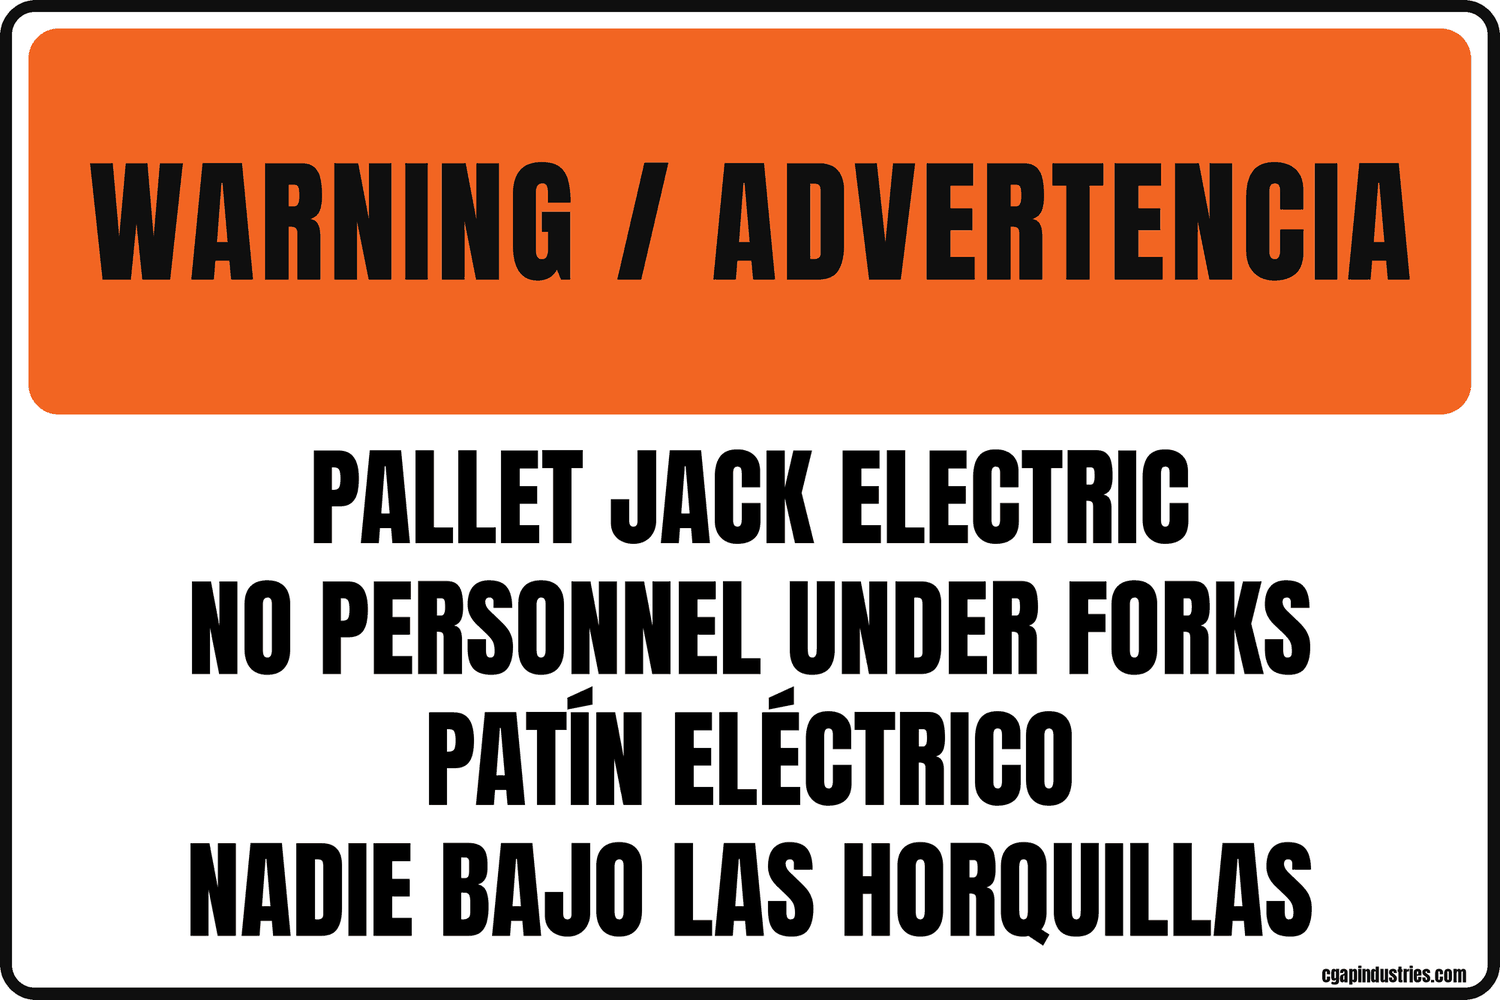 WARNING / ADVERTENCIA
PALLET JACK ELECTRIC
NO PERSONNEL UNDER FORKS
PATÍN ELÉCTRICO
NADIE BAJO LAS HORQUILLAS
cgapindustries.com